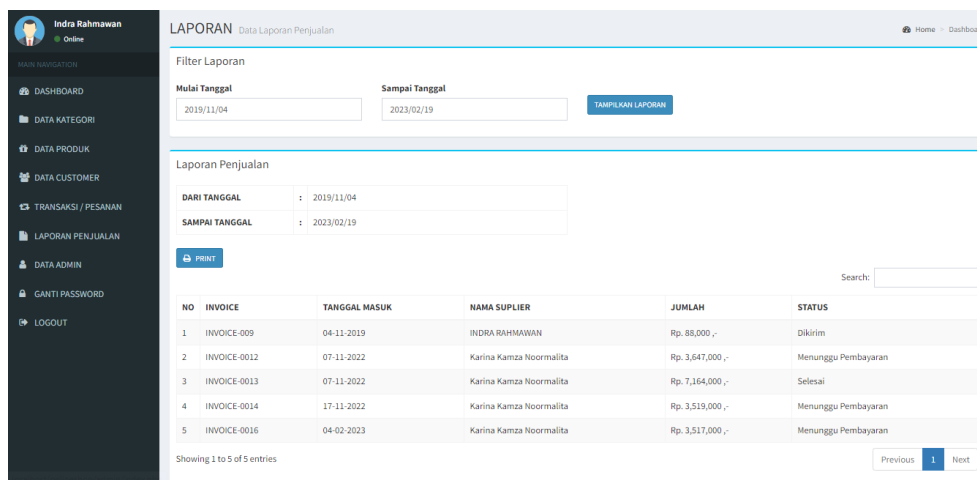 Indra Rahmawan
Online
MAIN NAVIGATION
DASHBOARD
DATA KATEGORI
DATA PRODUK
DATA CUSTOMER
TRANSAKSI / PESANAN
LAPORAN PENJUALAN
DATA ADMIN
GANTI PASSWORD
LOGOUT
LAPORAN Data Laporan Penjualan
Home > Dashboa
Filter Laporan
Mulai Tanggal Sampai Tanggal
2019/11/04 2023/02/19 TAMPILKAN LAPORAN
Laporan Penjualan
DARI TANGGAL : 2019/11/04
SAMPAI TANGGAL : 2023/02/19
PRINT
Search:
NO INVOICE TANGGAL MASUK NAMA SUPLIER JUMLAH STATUS
1 INVOICE-009 04-11-2019 INDRA RAHMAWAN Rp. 88,000 ,- Dikirim
2 INVOICE-0012 07-11-2022 Karina Kamza Noormalita Rp. 3,647,000 ,- Menunggu Pembayaran
3 INVOICE-0013 07-11-2022 Karina Kamza Noormalita Rp. 7,164,000 ,- Selesai
4 INVOICE-0014 17-11-2022 Karina Kamza Noormalita Rp. 3,519,000 ,- Menunggu Pembayaran
5 INVOICE-0016 04-02-2023 Karina Kamza Noormalita Rp. 3,517,000 ,- Menunggu Pembayaran
Showing 1 to 5 of 5 entries
Previous 1 Next